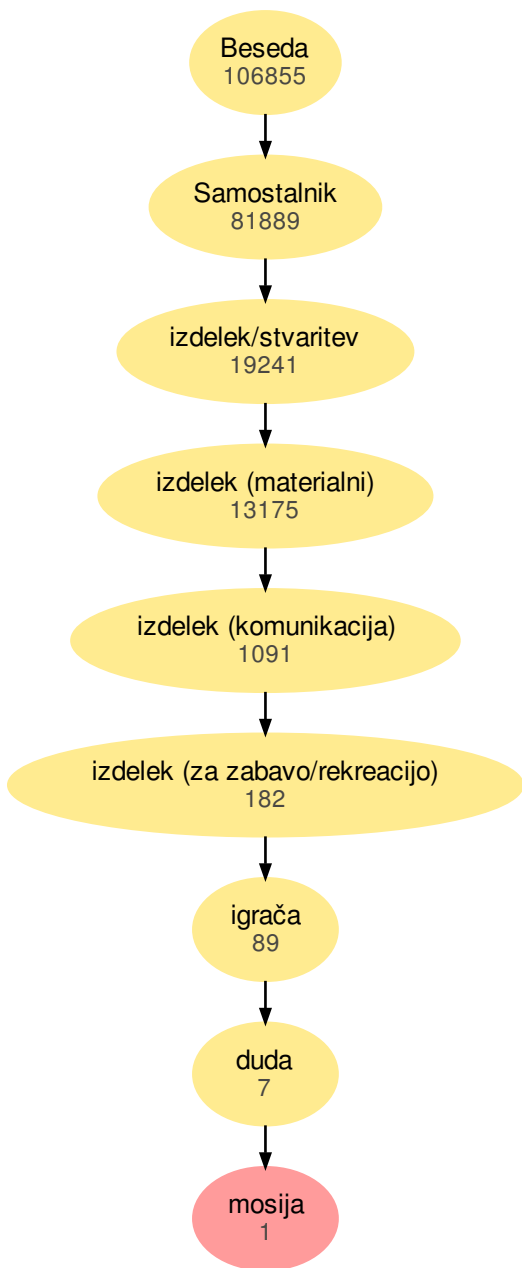 Beseda
106855
Samostalnik
81889
izdelek/stvaritev
19241
izdelek (materialni)
13175
izdelek (komunikacija)
1091
izdelek (za zabavo/rekreacijo)
182
igrača
89
duda
7
mosija
1